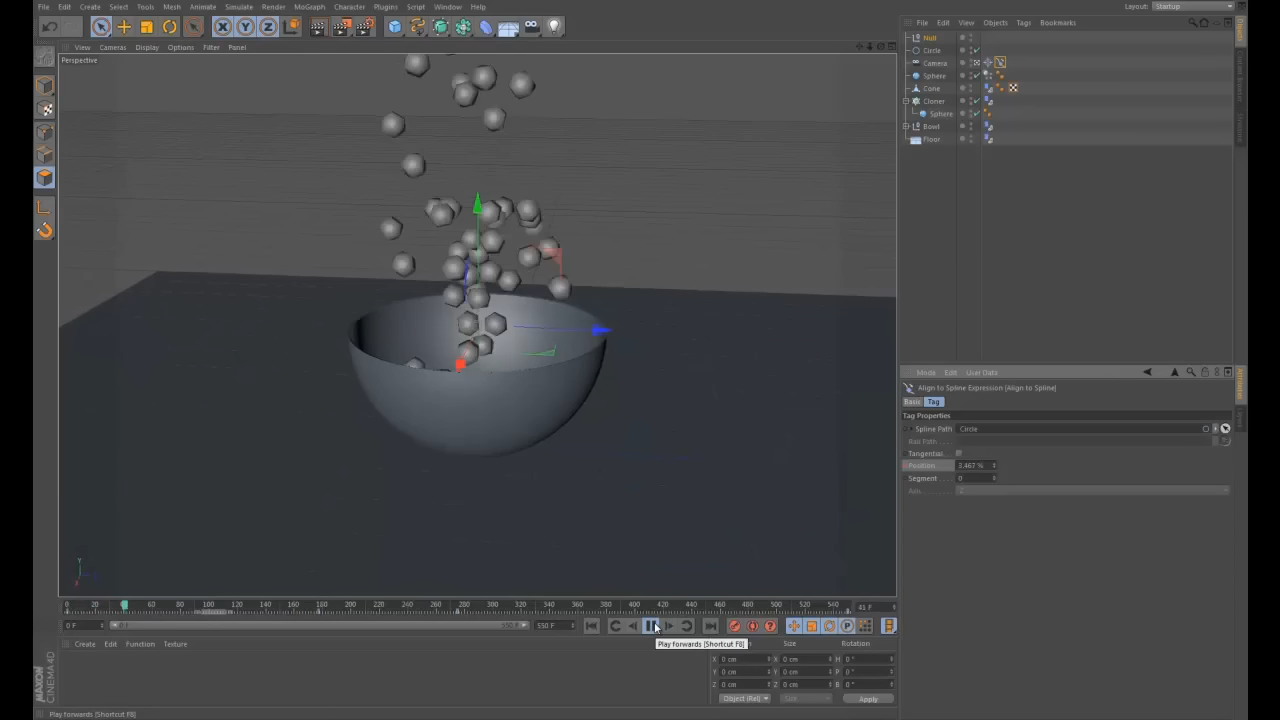 File Edit Create Select Tools Mesh Animate Simulate Render MoGraph Character Plugins Script Window Help
Layout: Startup
File Edit View Objects Tags Bookmarks
View Cameras Display Options Filter Panel
Perspective
Null
Circle
Camera
Sphere
Cone
Cloner
Sphere
Bowl
Floor
Mode Edit User Data
Align to Spline Expression [Align to Spline]
Basic Tag
Tag Properties
Spline Path Circle
Rail Path
Tangential
Position 3.467 %
Segment 0
0 20 60 80 100 120 140 160 180 200 220 240 260 280 300 320 340 360 380 400 420 440 460 480 500 520 540 41 F
0 F 550 F 550 F
Play forwards [Shortcut F8]
Create Edit Function Texture
Size Rotation
X 0 cm X 0 cm H 0 °
Y 0 cm Y 0 cm P 0 °
Z 0 cm Z 0 cm B 0 °
Object (Rel) Size Apply
MAXON CINEMA 4D
Play forwards [Shortcut F8]